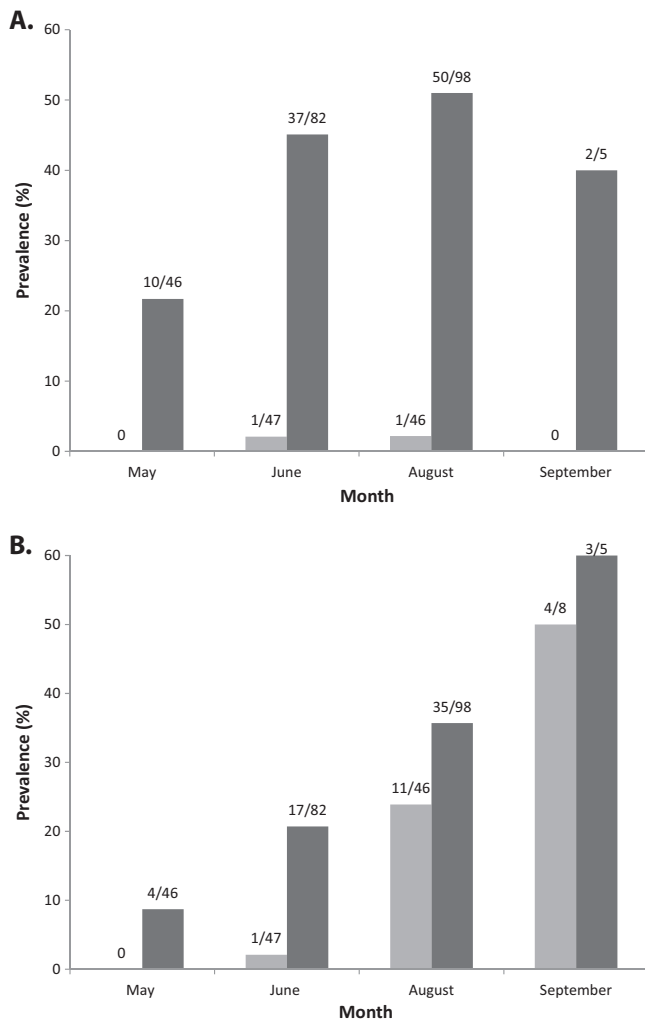 A.
60
50/98
50
37/82
2/5
40
Prevalence (%)
30
10/46
20
10
1/47
1/46
0
0
0
May
June
August
September
Month
B.
60
3/5
4/8
50
40
35/98
Prevalence (%)
30
11/46
17/82
20
10
4/46
0
1/47
0
May
June
August
September
Month